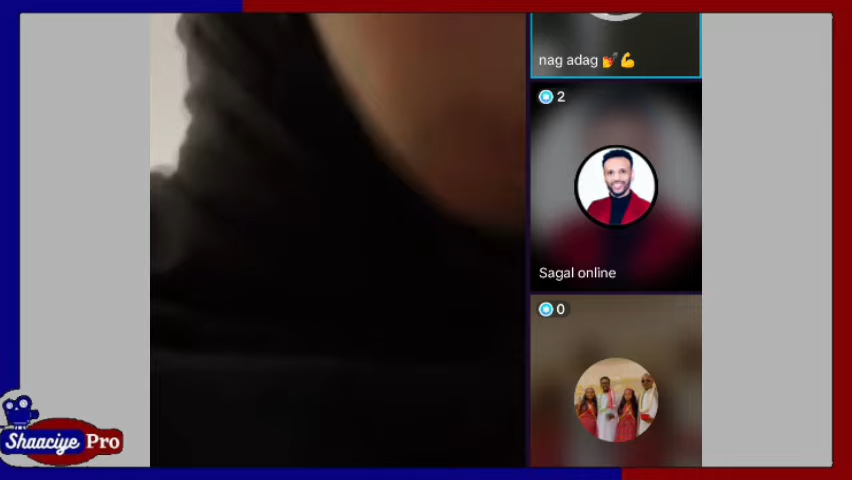 nag adag 💅💪
2
Sagal online
0
Shaaciye Pro